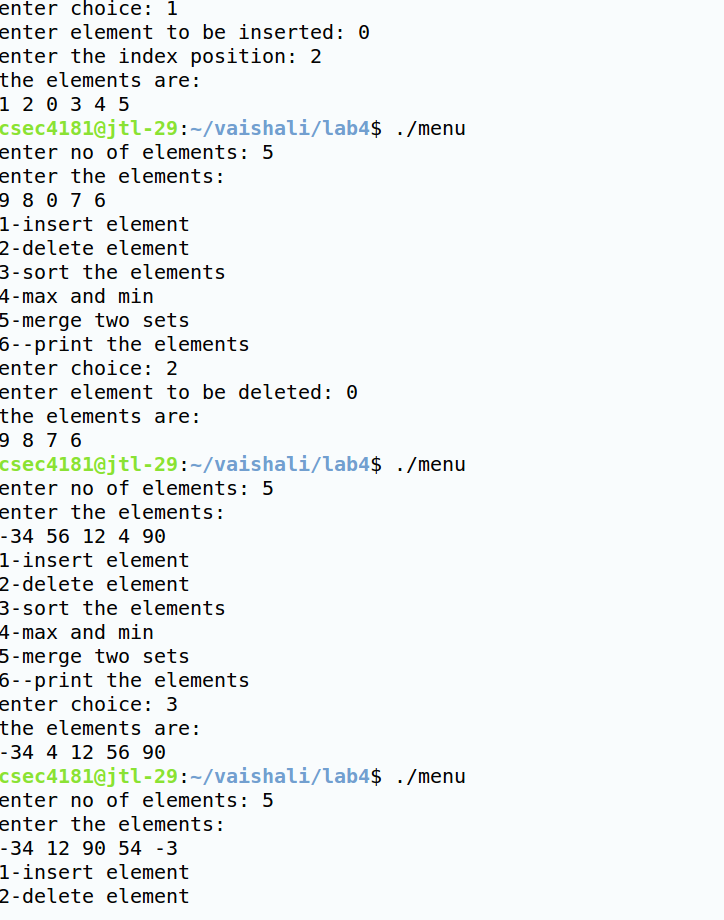 enter choice: 1
enter element to be inserted: 0
enter the index position: 2
the elements are:
1 2 0 3 4 5
csec4181@jtl-29:~/vaishali/lab4$ ./menu
enter no of elements: 5
enter the elements:
9 8 0 7 6
1-insert element
2-delete element
3-sort the elements
4-max and min
5-merge two sets
6--print the elements
enter choice: 2
enter element to be deleted: 0
the elements are:
9 8 7 6
csec4181@jtl-29:~/vaishali/lab4$ ./menu
enter no of elements: 5
enter the elements:
-34 56 12 4 90
1-insert element
2-delete element
3-sort the elements
4-max and min
5-merge two sets
6--print the elements
enter choice: 3
the elements are:
-34 4 12 56 90
csec4181@jtl-29:~/vaishali/lab4$ ./menu
enter no of elements: 5
enter the elements:
-34 12 90 54 -3
1-insert element
2-delete element